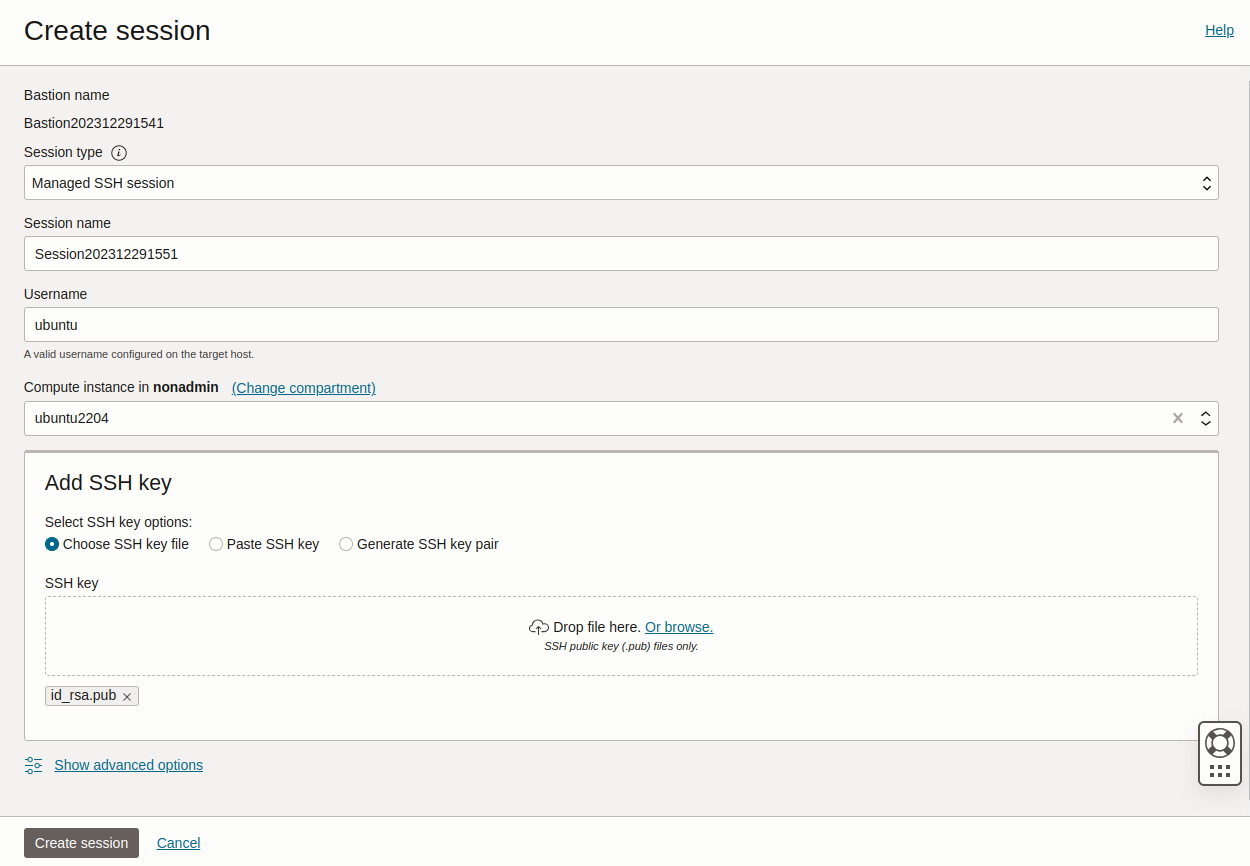 Create session
Help
Bastion name
Bastion202312291541
Session type
Managed SSH session
Session name
Session202312291551
Username
ubuntu
A valid username configured on the target host.
Compute instance in nonadmin (Change compartment)
ubuntu2204
Add SSH key
Select SSH key options:
Choose SSH key file Paste SSH key Generate SSH key pair
SSH key
Drop file here. Or browse.
SSH public key (.pub) files only.
id_rsa.pub
Show advanced options
Create session Cancel